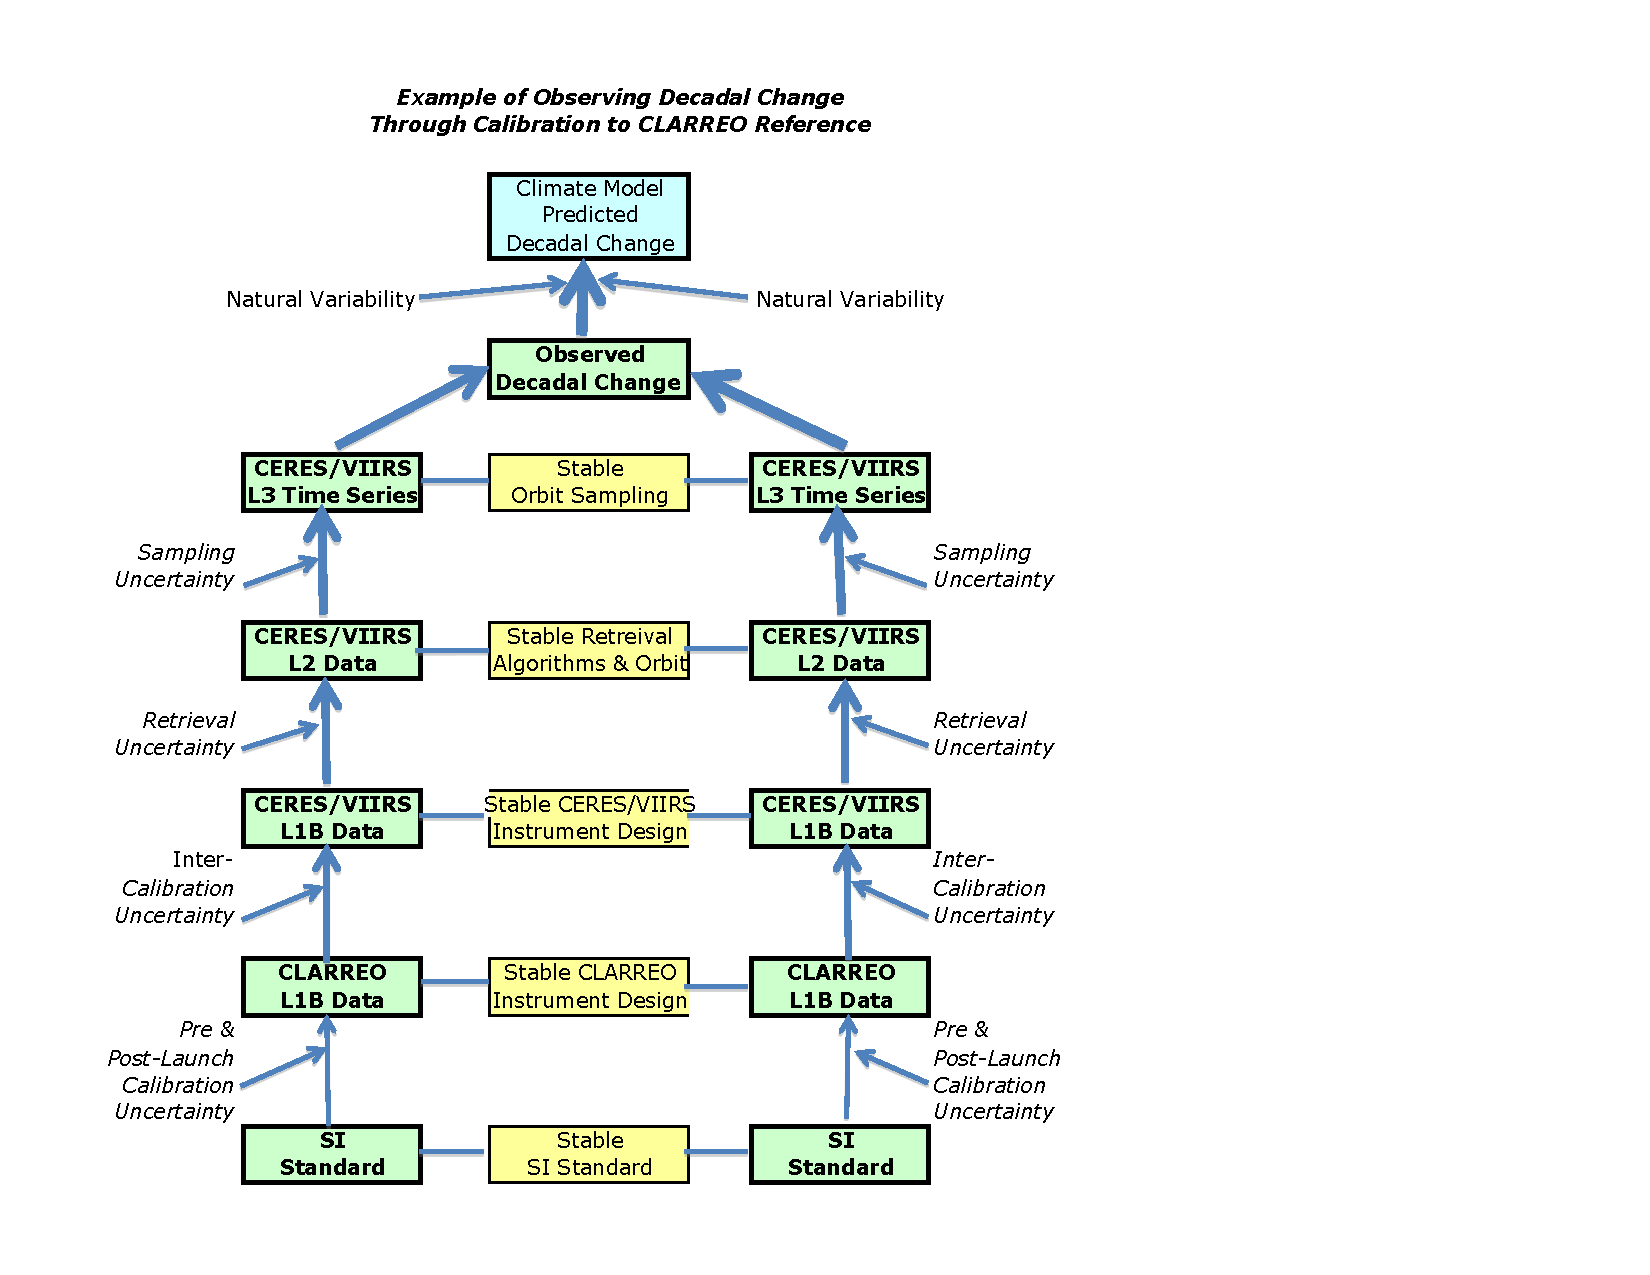 Example of Observing Decadal Change
Through Calibration to CLARREO Reference
Climate Model
Predicted
Decadal Change
Natural Variability
Natural Variability
Observed
Decadal Change
CERES/VIIRS
L3 Time Series
Stable
Orbit Sampling
CERES/VIIRS
L3 Time Series
Sampling
Uncertainty
Sampling
Uncertainty
CERES/VIIRS
L2 Data
Stable Retreival
Algorithms & Orbit
CERES/VIIRS
L2 Data
Retrieval
Uncertainty
Retrieval
Uncertainty
CERES/VIIRS
L1B Data
Stable CERES/VIIRS
Instrument Design
CERES/VIIRS
L1B Data
Inter-
Calibration
Uncertainty
Inter-
Calibration
Uncertainty
CLARREO
L1B Data
Stable CLARREO
Instrument Design
CLARREO
L1B Data
Pre &
Post-Launch
Calibration
Uncertainty
Pre &
Post-Launch
Calibration
Uncertainty
SI
Standard
Stable
SI Standard
SI
Standard